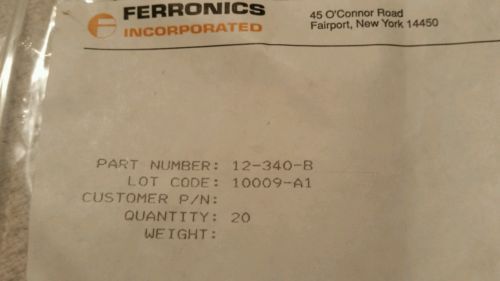 FERRONICS
INCORPORATED
45 O'Connor Road
Fairport, New York 14450
PART NUMBER: 12-340-B
LOT CODE: 10009-A1
CUSTOMER P/N:
QUANTITY: 20
WEIGHT: